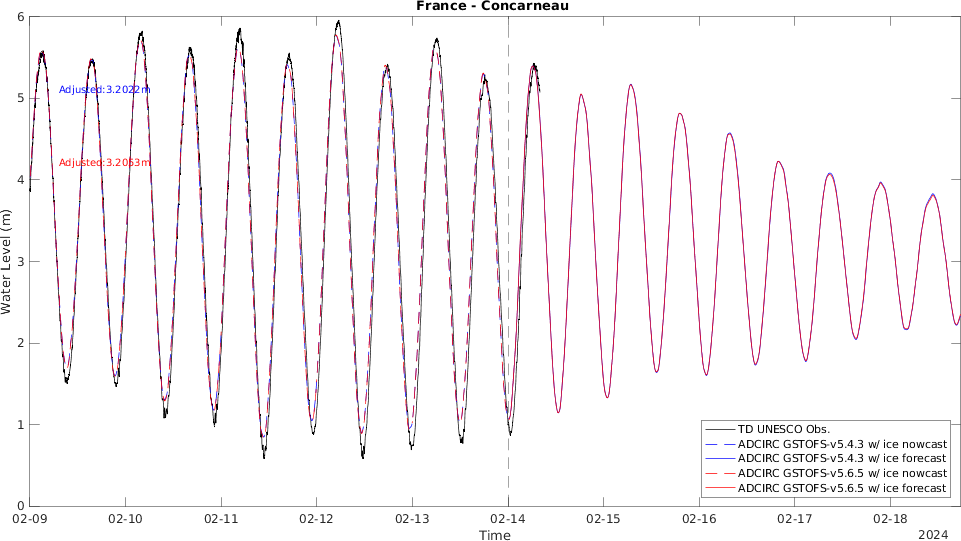 France - Concarneau
6
5
4
3
2
1
0
Water Level (m)
Adjusted:3.2022m
Adjusted:3.2053m
TD UNESCO Obs.
ADCIRC GSTOFS-v5.4.3 w/ ice nowcast
ADCIRC GSTOFS-v5.4.3 w/ ice forecast
ADCIRC GSTOFS-v5.6.5 w/ ice nowcast
ADCIRC GSTOFS-v5.6.5 w/ ice forecast
02-09 02-10 02-11 02-12 02-13 02-14 02-15 02-16 02-17 02-18
Time
2024